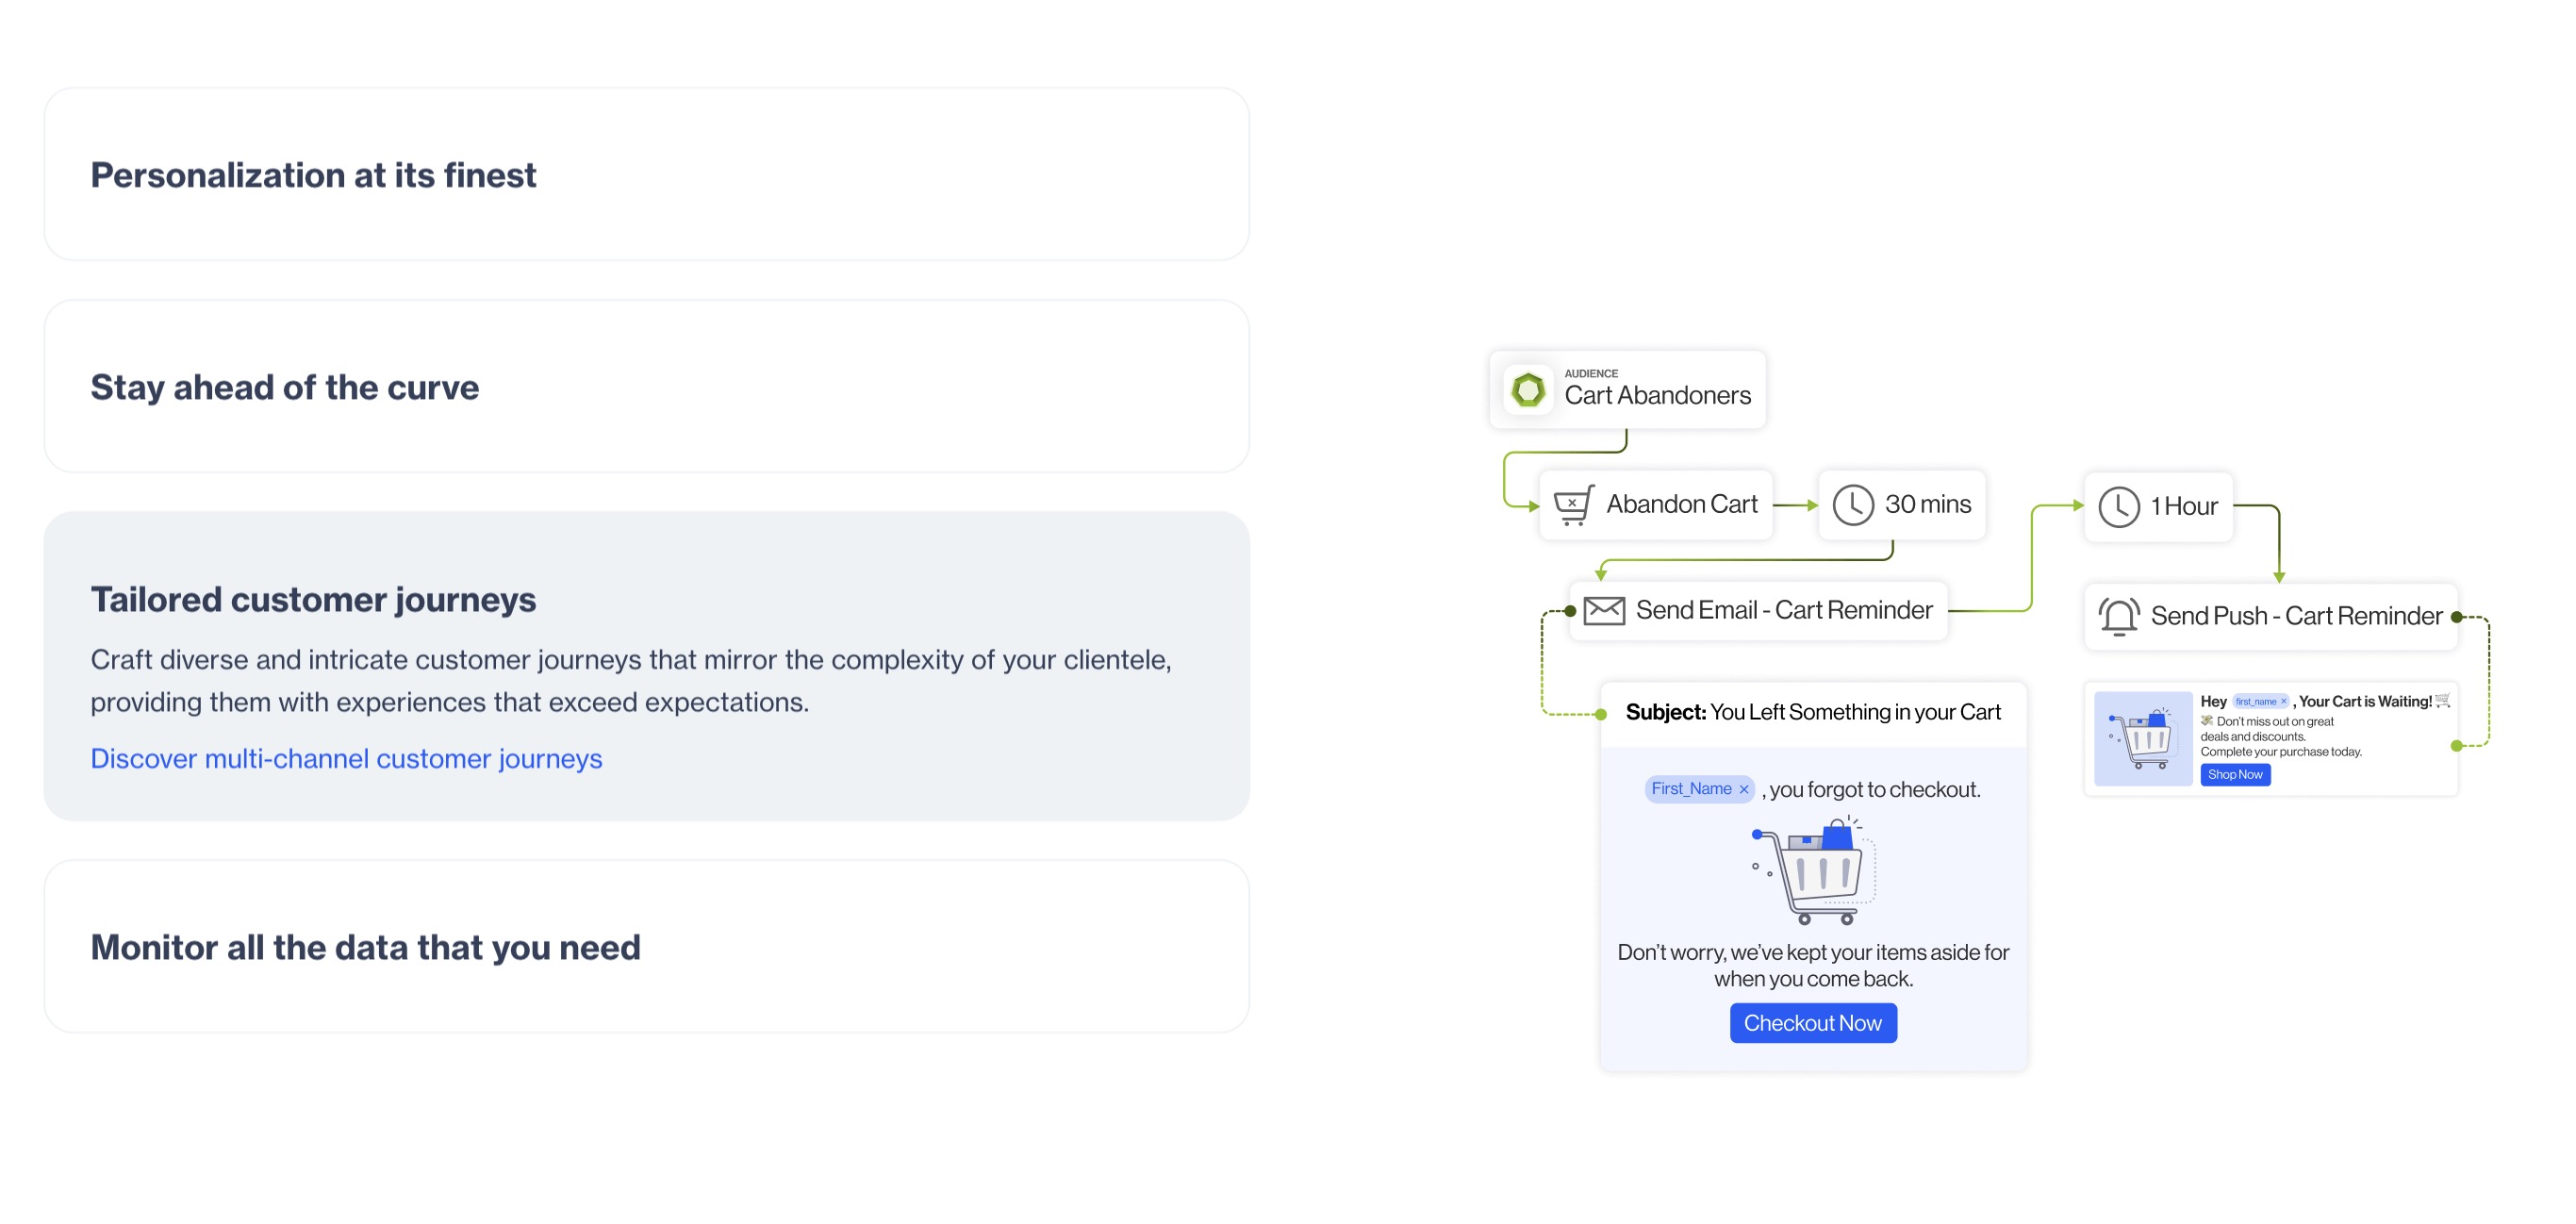 Personalization at its finest
Stay ahead of the curve
Tailored customer journeys
Craft diverse and intricate customer journeys that mirror the complexity of your clientele,
providing them with experiences that exceed expectations.
Discover multi-channel customer journeys
Monitor all the data that you need
AUDIENCE
Cart Abandoners
Abandon Cart
30 mins
Send Email - Cart Reminder
Subject: You Left Something in your Cart
First_Name × , you forgot to checkout.
Don't worry, we've kept your items aside for
when you come back.
Checkout Now
1 Hour
Send Push - Cart Reminder
Hey first_name × , Your Cart is Waiting! 🛒
💸 Don't miss out on great
deals and discounts.
Complete your purchase today.
Shop Now